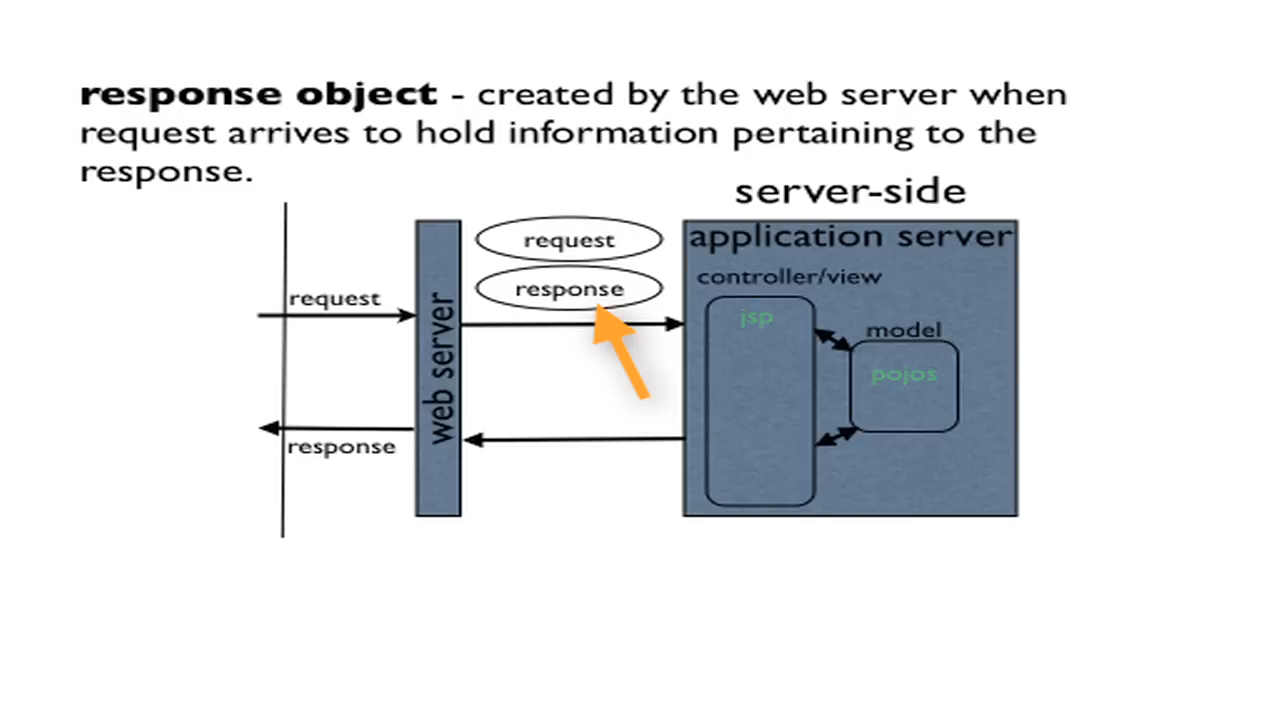 response object - created by the web server when
request arrives to hold information pertaining to the
response.
server-side
request
application server
controller/view
response
request
jsp
model
web server
pojos
response